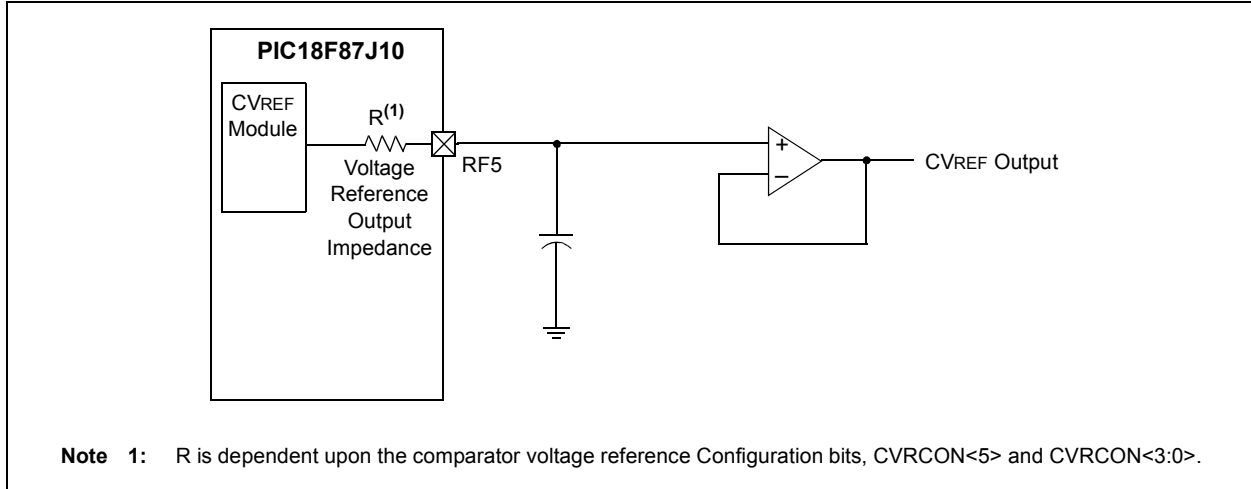 PIC18F87J10
CVREF
Module
R(1)
Voltage
Reference
Output
Impedance
RF5
+
–
CVREF Output
Note 1: R is dependent upon the comparator voltage reference Configuration bits, CVRCON<5> and CVRCON<3:0>.